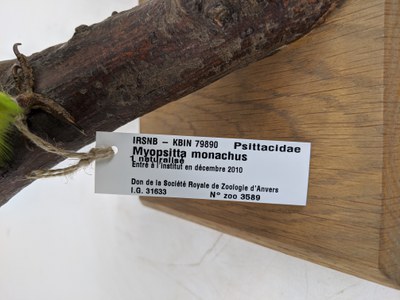 IRSNB – KBIN 79890 Psittacidae
Myopsitta monachus
1 naturalisé
Entré à l'Institut en décembre 2010
Don de la Société Royale de Zoologie d'Anvers
I.G. 31633 N° zoo 3589